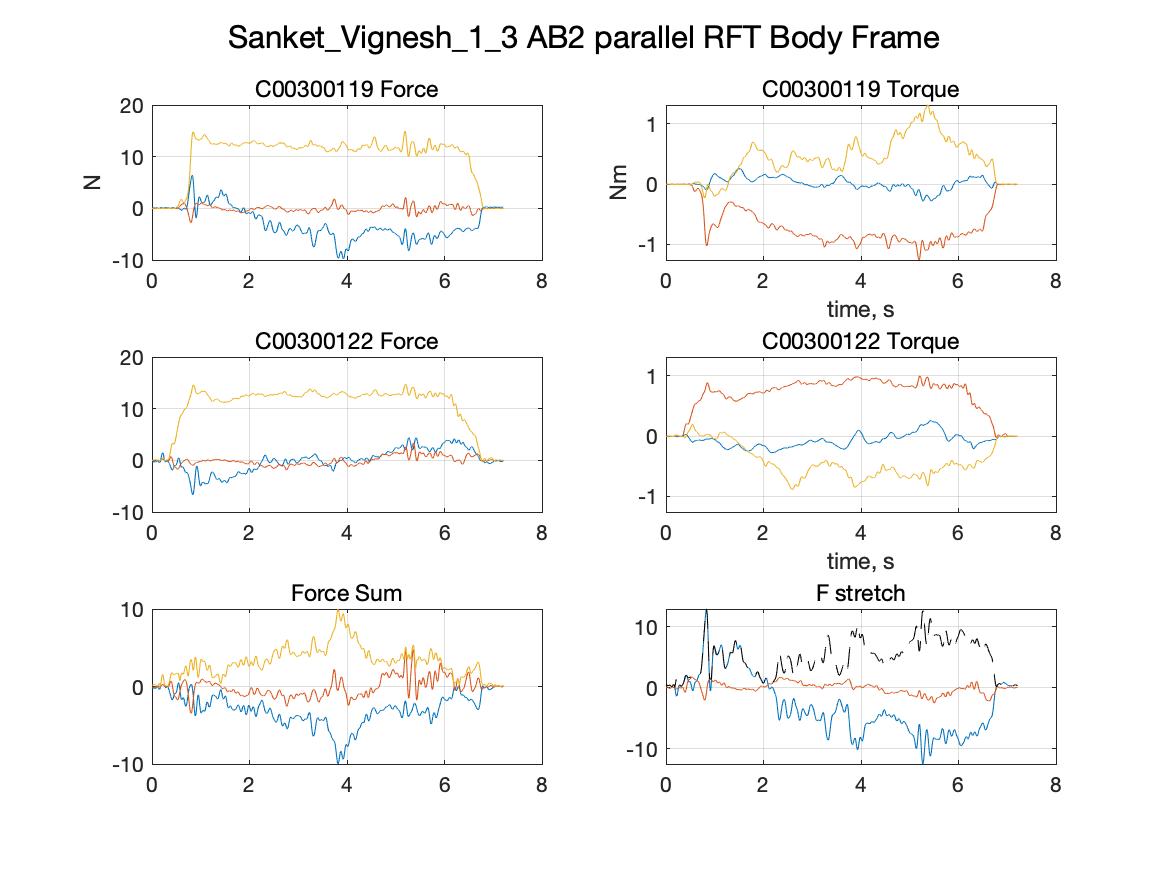 Sanket_Vignesh_1_3 AB2 parallel RFT Body Frame
C00300119 Force
20
10
0
-10
N
0 2 4 6 8
C00300119 Torque
1
0
-1
Nm
0 2 4 6 8
time, s
C00300122 Force
20
10
0
-10
0 2 4 6 8
C00300122 Torque
1
0
-1
0 2 4 6 8
time, s
Force Sum
10
0
-10
0 2 4 6 8
F stretch
10
0
-10
0 2 4 6 8